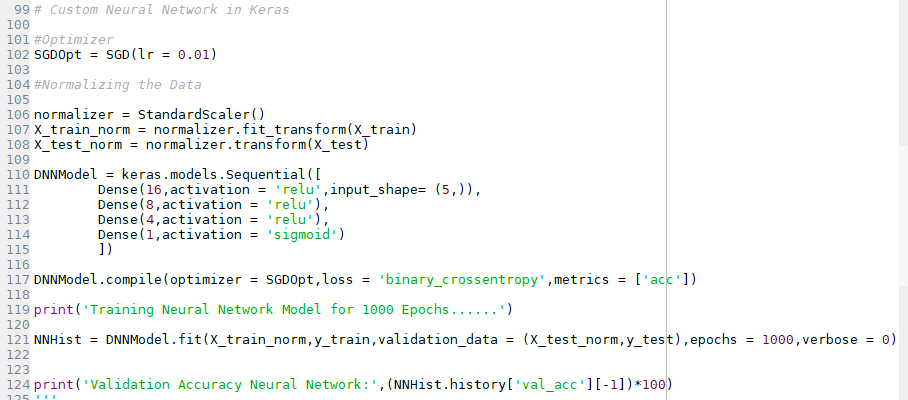 99 # Custom Neural Network in Keras
100
101 #Optimizer
102 SGDOpt = SGD(lr = 0.01)
103
104 #Normalizing the Data
105
106 normalizer = StandardScaler()
107 X_train_norm = normalizer.fit_transform(X_train)
108 X_test_norm = normalizer.transform(X_test)
109
110 DNNModel = keras.models.Sequential([
111         Dense(16,activation = 'relu',input_shape= (5,)),
112         Dense(8,activation = 'relu'),
113         Dense(4,activation = 'relu'),
114         Dense(1,activation = 'sigmoid')
115         ])
116
117 DNNModel.compile(optimizer = SGDOpt,loss = 'binary_crossentropy',metrics = ['acc'])
118
119 print('Training Neural Network Model for 1000 Epochs......')
120
121 NNHist = DNNModel.fit(X_train_norm,y_train,validation_data = (X_test_norm,y_test),epochs = 1000,verbose = 0)
122
123
124 print('Validation Accuracy Neural Network:',(NNHist.history['val_acc'][-1])*100)
125 '''